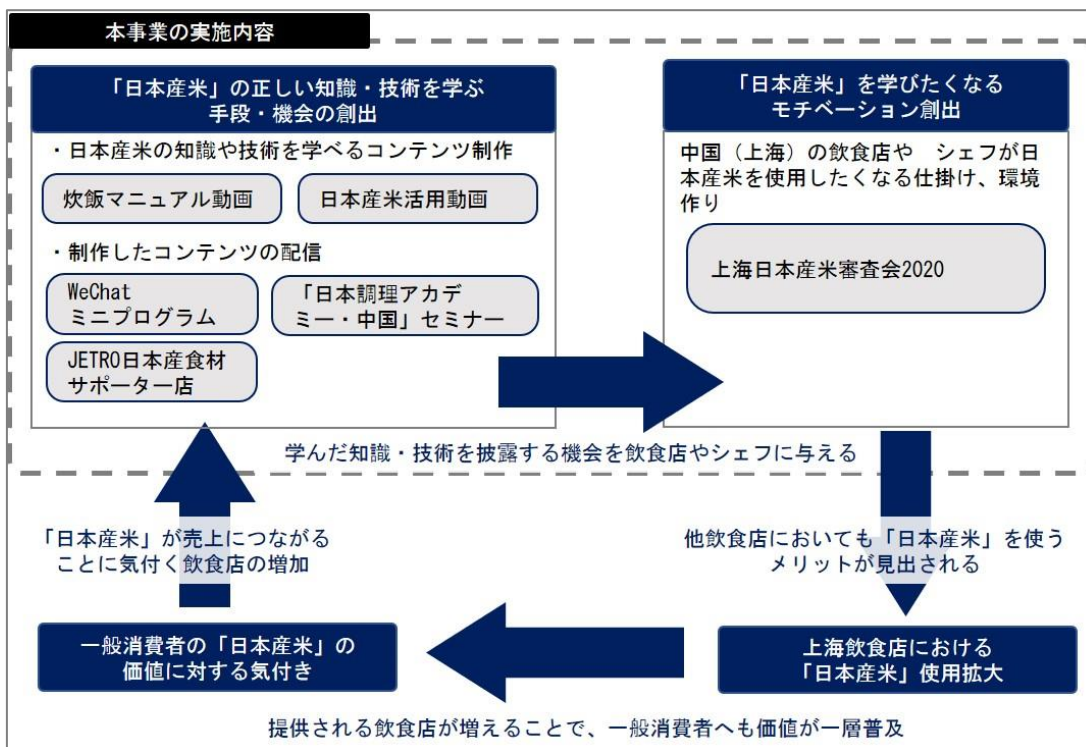 本事業の実施内容
「日本産米」の正しい知識・技術を学ぶ
手段・機会の創出
・日本産米の知識や技術を学べるコンテンツ制作
炊飯マニュアル動画
日本産米活用動画
・制作したコンテンツの配信
WeChat
ミニプログラム
「日本調理アカデ
ミー・中国」セミナー
JETRO日本産食材
サポーター店
「日本産米」を学びたくなる
モチベーション創出
中国（上海）の飲食店や　シェフが日
本産米を使用したくなる仕掛け、環境
作り
上海日本産米審査会2020
学んだ知識・技術を披露する機会を飲食店やシェフに与える
他飲食店においても「日本産米」を使う
メリットが見出される
上海飲食店における
「日本産米」使用拡大
提供される飲食店が増えることで、一般消費者へも価値が一層普及
一般消費者の「日本産米」の
価値に対する気付き
「日本産米」が売上につながる
ことに気付く飲食店の増加